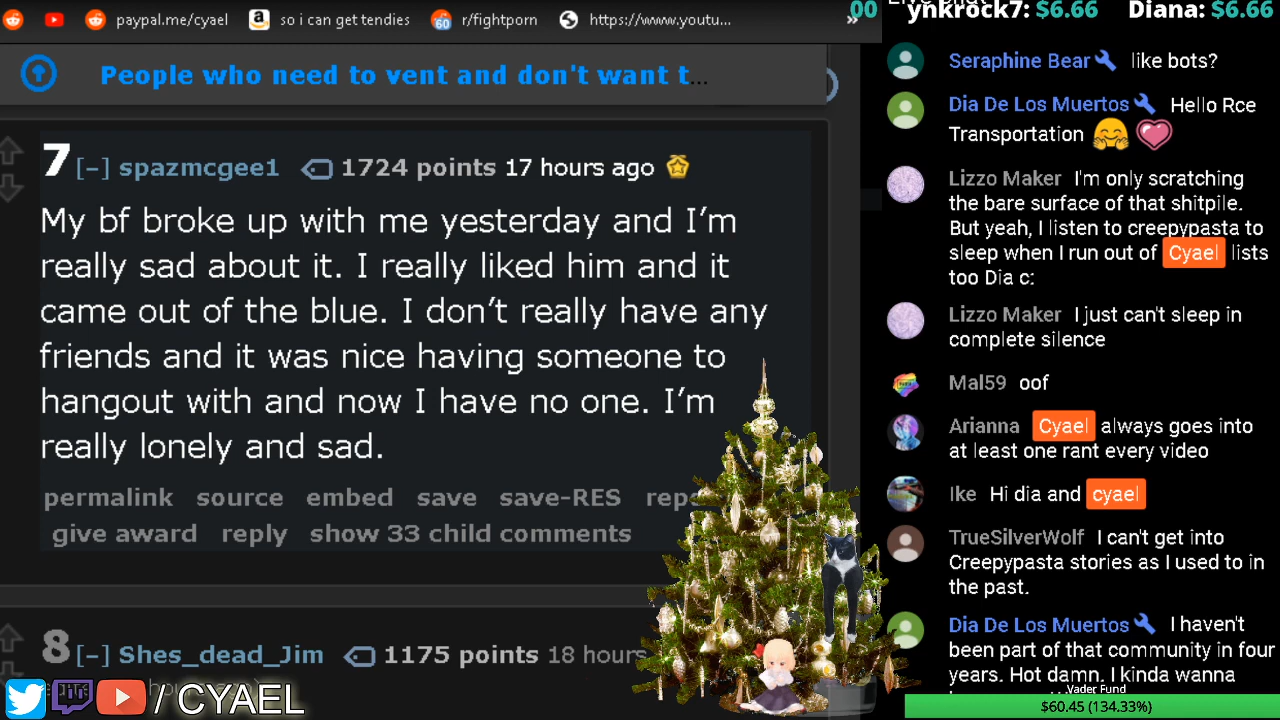 paypal.me/cyael so i can get tendies r/fightporn https://www.youtu... »
People who need to vent and don't want t...
7 [–] spazmcgee1 1724 points 17 hours ago
My bf broke up with me yesterday and I'm
really sad about it. I really liked him and it
came out of the blue. I don't really have any
friends and it was nice having someone to
hangout with and now I have no one. I'm
really lonely and sad.
permalink source embed save save-RES repo
give award reply show 33 child comments
8 [–] Shes_dead_Jim 1175 points 18 hours
/ CYAEL
00 ynkrock7: $6.66 Diana: $6.66
Seraphine Bear like bots?
Dia De Los Muertos Hello Rce
Transportation
Lizzo Maker I'm only scratching
the bare surface of that shitpile.
But yeah, I listen to creepypasta to
sleep when I run out of Cyael lists
too Dia c:
Lizzo Maker I just can't sleep in
complete silence
Mal59 oof
Arianna Cyael always goes into
at least one rant every video
Ike Hi dia and cyael
TrueSilverWolf I can't get into
Creepypasta stories as I used to in
the past.
Dia De Los Muertos I haven't
been part of that community in four
years. Hot damn. I kinda wanna
Vader Fund
$60.45 (134.33%)